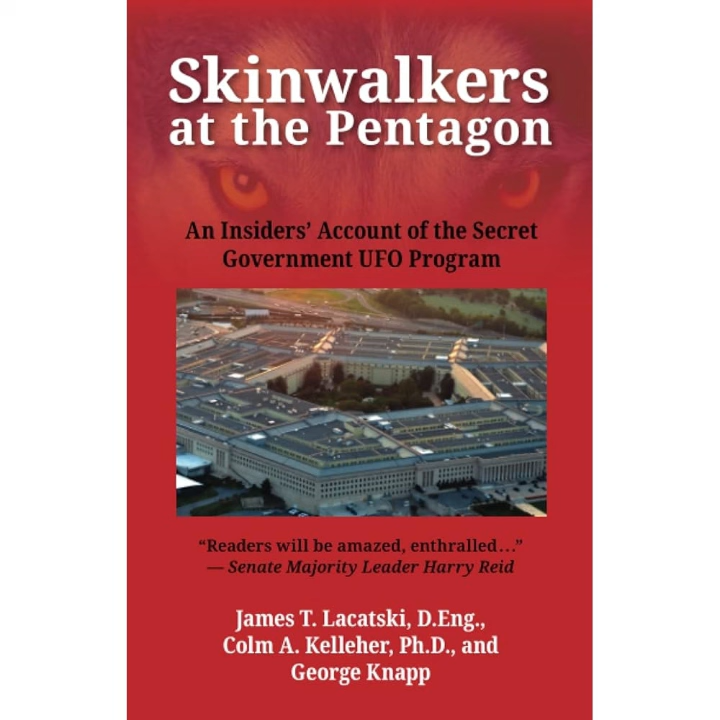 Skinwalkers
at the Pentagon
An Insiders’ Account of the Secret
Government UFO Program
“Readers will be amazed, enthralled…”
— Senate Majority Leader Harry Reid
James T. Lacatski, D.Eng.,
Colm A. Kelleher, Ph.D., and
George Knapp